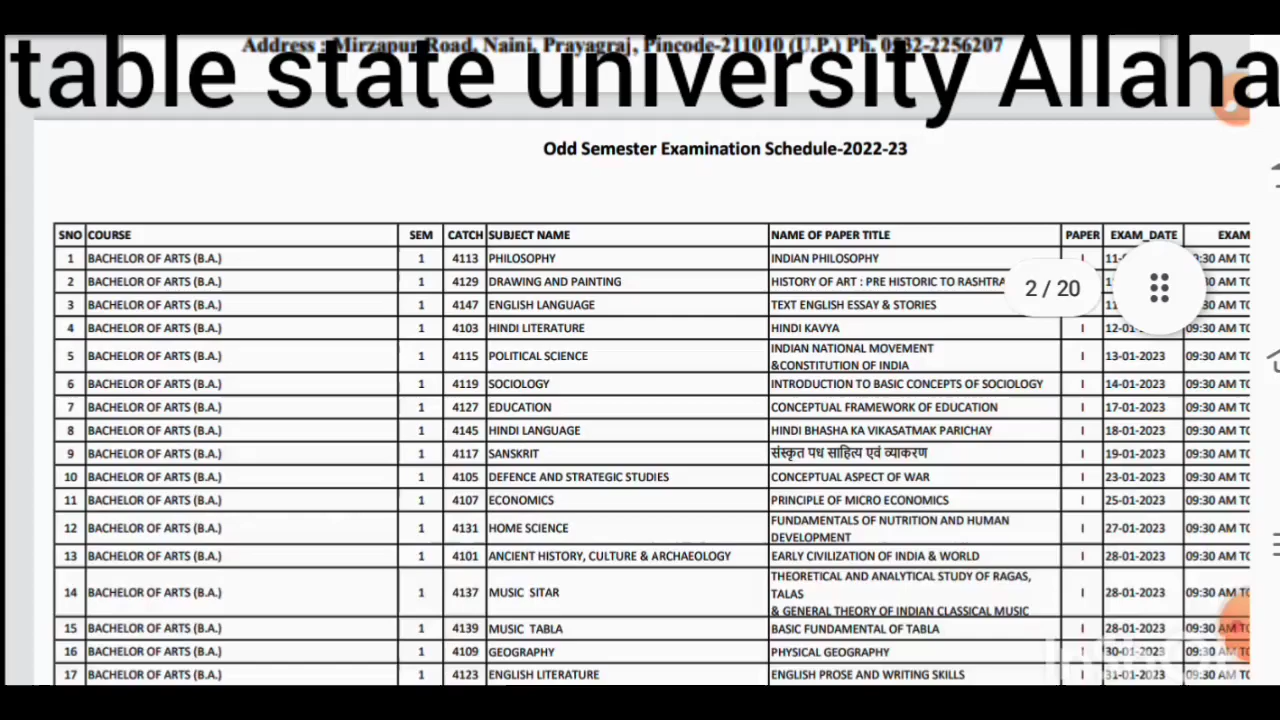 Address : Mirzapur Road, Naini, Prayagraj, Pincode-211010 (U.P.) Ph. 0532-2256207
table state university Allaha
Odd Semester Examination Schedule-2022-23
SNO COURSE SEM CATCH SUBJECT NAME NAME OF PAPER TITLE PAPER EXAM_DATE EXAM
1 BACHELOR OF ARTS (B.A.) 1 4113 PHILOSOPHY INDIAN PHILOSOPHY I 9:30 AM TO
2 BACHELOR OF ARTS (B.A.) 1 4129 DRAWING AND PAINTING HISTORY OF ART : PRE HISTORIC TO RASHTRA
2 / 20
3 BACHELOR OF ARTS (B.A.) 1 4147 ENGLISH LANGUAGE TEXT ENGLISH ESSAY & STORIES I
4 BACHELOR OF ARTS (B.A.) 1 4103 HINDI LITERATURE HINDI KAVYA I 12-01-2023 09:30 AM TO
5 BACHELOR OF ARTS (B.A.) 1 4115 POLITICAL SCIENCE INDIAN NATIONAL MOVEMENT
&CONSTITUTION OF INDIA I 13-01-2023 09:30 AM TO
6 BACHELOR OF ARTS (B.A.) 1 4119 SOCIOLOGY INTRODUCTION TO BASIC CONCEPTS OF SOCIOLOGY I 14-01-2023 09:30 AM TO
7 BACHELOR OF ARTS (B.A.) 1 4127 EDUCATION CONCEPTUAL FRAMEWORK OF EDUCATION I 17-01-2023 09:30 AM TO
8 BACHELOR OF ARTS (B.A.) 1 4145 HINDI LANGUAGE HINDI BHASHA KA VIKASATMAK PARICHAY I 18-01-2023 09:30 AM TO
9 BACHELOR OF ARTS (B.A.) 1 4117 SANSKRIT संस्कृत पध साहित्य एवं व्याकरण I 19-01-2023 09:30 AM TO
10 BACHELOR OF ARTS (B.A.) 1 4105 DEFENCE AND STRATEGIC STUDIES CONCEPTUAL ASPECT OF WAR I 23-01-2023 09:30 AM TO
11 BACHELOR OF ARTS (B.A.) 1 4107 ECONOMICS PRINCIPLE OF MICRO ECONOMICS I 25-01-2023 09:30 AM TO
12 BACHELOR OF ARTS (B.A.) 1 4131 HOME SCIENCE FUNDAMENTALS OF NUTRITION AND HUMAN
DEVELOPMENT I 27-01-2023 09:30 AM TO
13 BACHELOR OF ARTS (B.A.) 1 4101 ANCIENT HISTORY, CULTURE & ARCHAEOLOGY EARLY CIVILIZATION OF INDIA & WORLD I 28-01-2023 09:30 AM TO
14 BACHELOR OF ARTS (B.A.) 1 4137 MUSIC SITAR THEORETICAL AND ANALYTICAL STUDY OF RAGAS,
TALAS
& GENERAL THEORY OF INDIAN CLASSICAL MUSIC I 28-01-2023 09:30 AM TO
15 BACHELOR OF ARTS (B.A.) 1 4139 MUSIC TABLA BASIC FUNDAMENTAL OF TABLA I 28-01-2023 09:30 AM TO
16 BACHELOR OF ARTS (B.A.) 1 4109 GEOGRAPHY PHYSICAL GEOGRAPHY I 30-01-2023 09:30 AM TO
17 BACHELOR OF ARTS (B.A.) 1 4123 ENGLISH LITERATURE ENGLISH PROSE AND WRITING SKILLS I 31-01-2023 09:30 AM TO